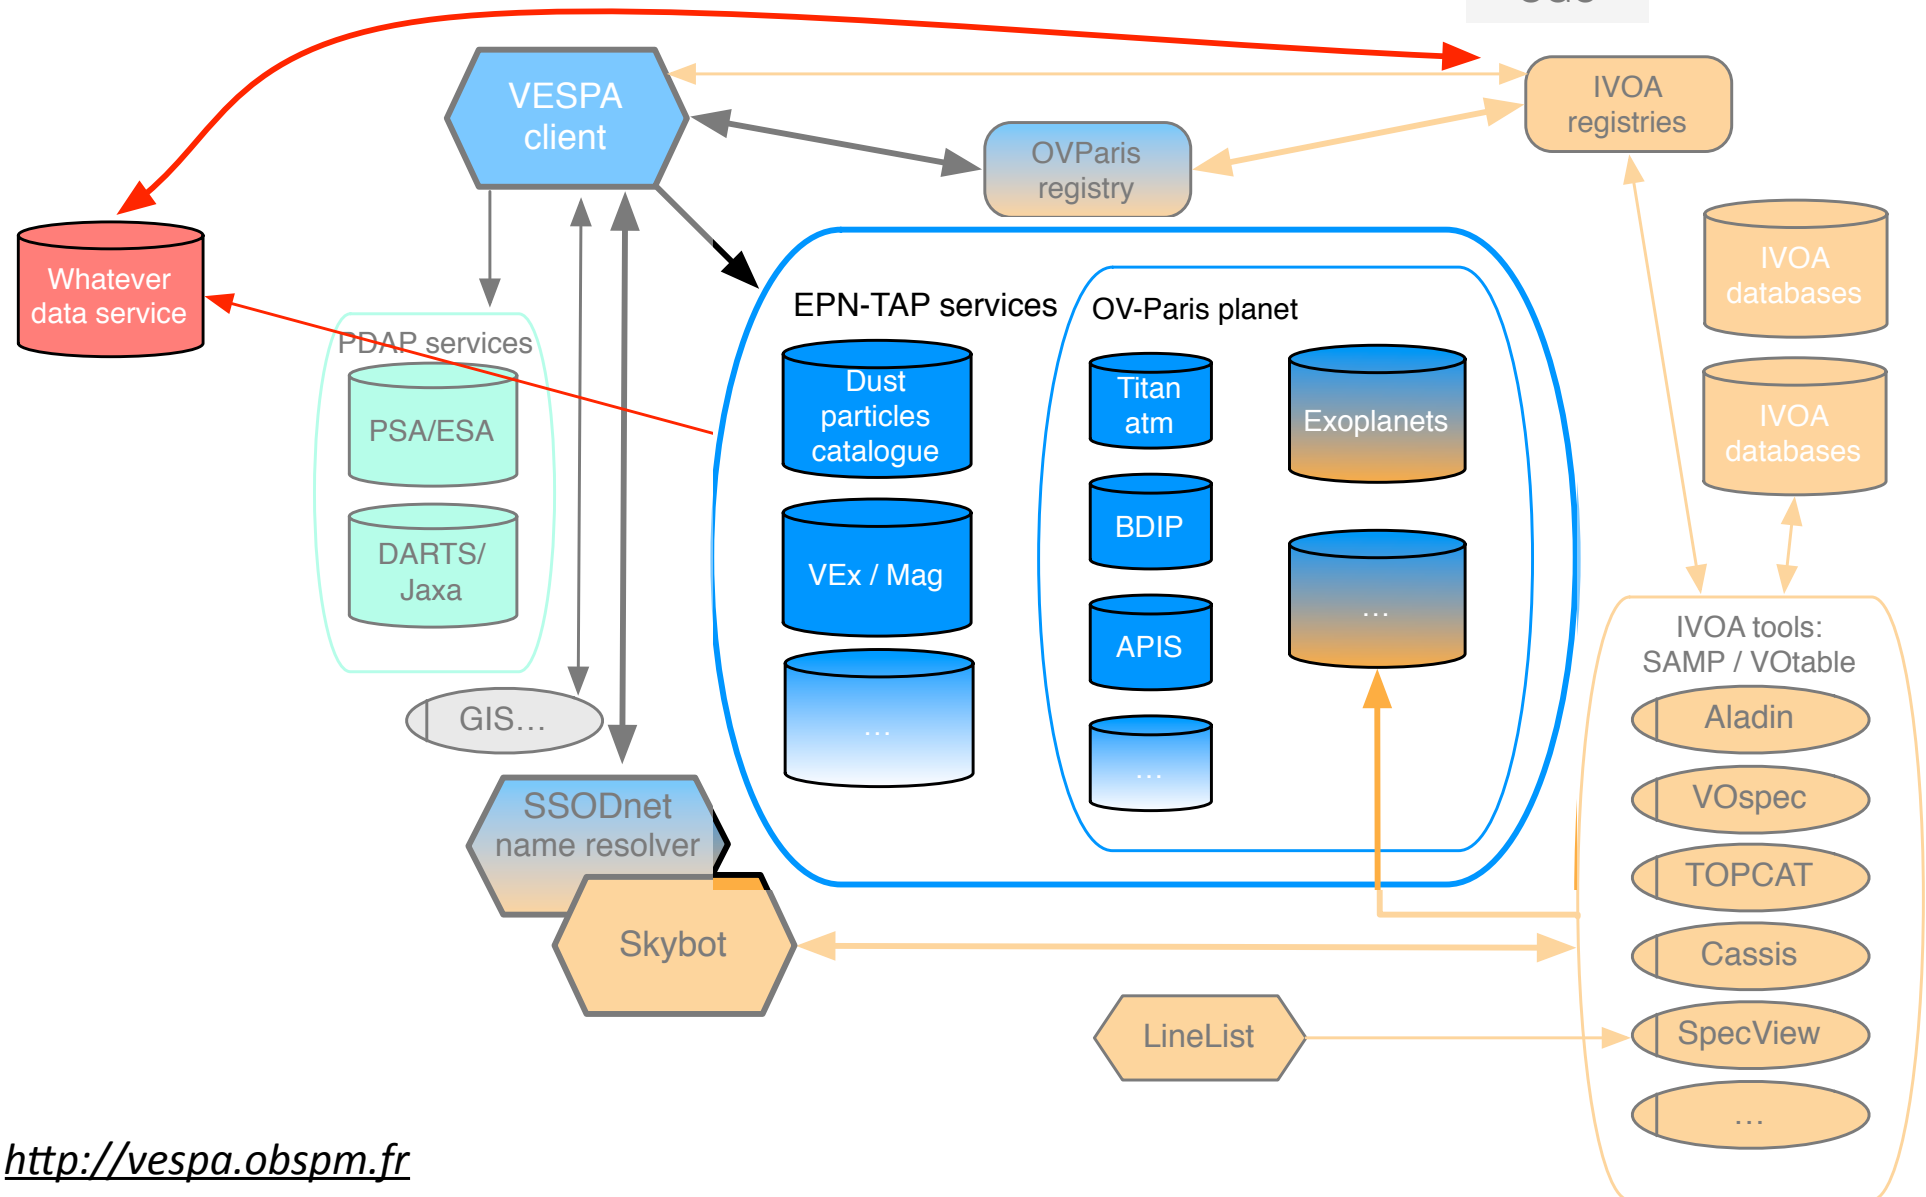 VESPA
client
IVOA
registries
OVParis
registry
Whatever
data service
IVOA
databases
IVOA
databases
PDAP services
PSA/ESA
DARTS/
Jaxa
EPN-TAP services
Dust
particles
catalogue
VEx / Mag
...
OV-Paris planet
Titan
atm
BDIP
APIS
...
Exoplanets
...
GIS...
SSODnet
name resolver
Skybot
LineList
IVOA tools:
SAMP / VOtable
Aladin
VOspec
TOPCAT
Cassis
SpecView
...
http://vespa.obspm.fr